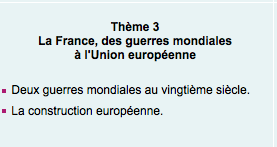 Thème 3
La France, des guerres mondiales
à l'Union européenne
Deux guerres mondiales au vingtième siècle.
La construction européenne.